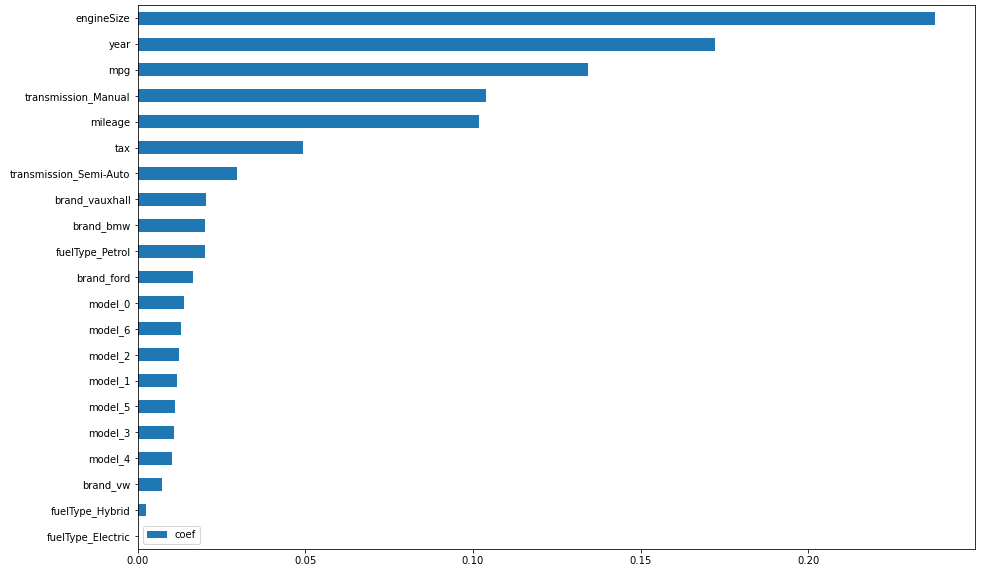 engineSize
year
mpg
transmission_Manual
mileage
tax
transmission_Semi-Auto
brand_vauxhall
brand_bmw
fuelType_Petrol
brand_ford
model_0
model_6
model_2
model_1
model_5
model_3
model_4
brand_vw
fuelType_Hybrid
fuelType_Electric
coef
0.00 0.05 0.10 0.15 0.20